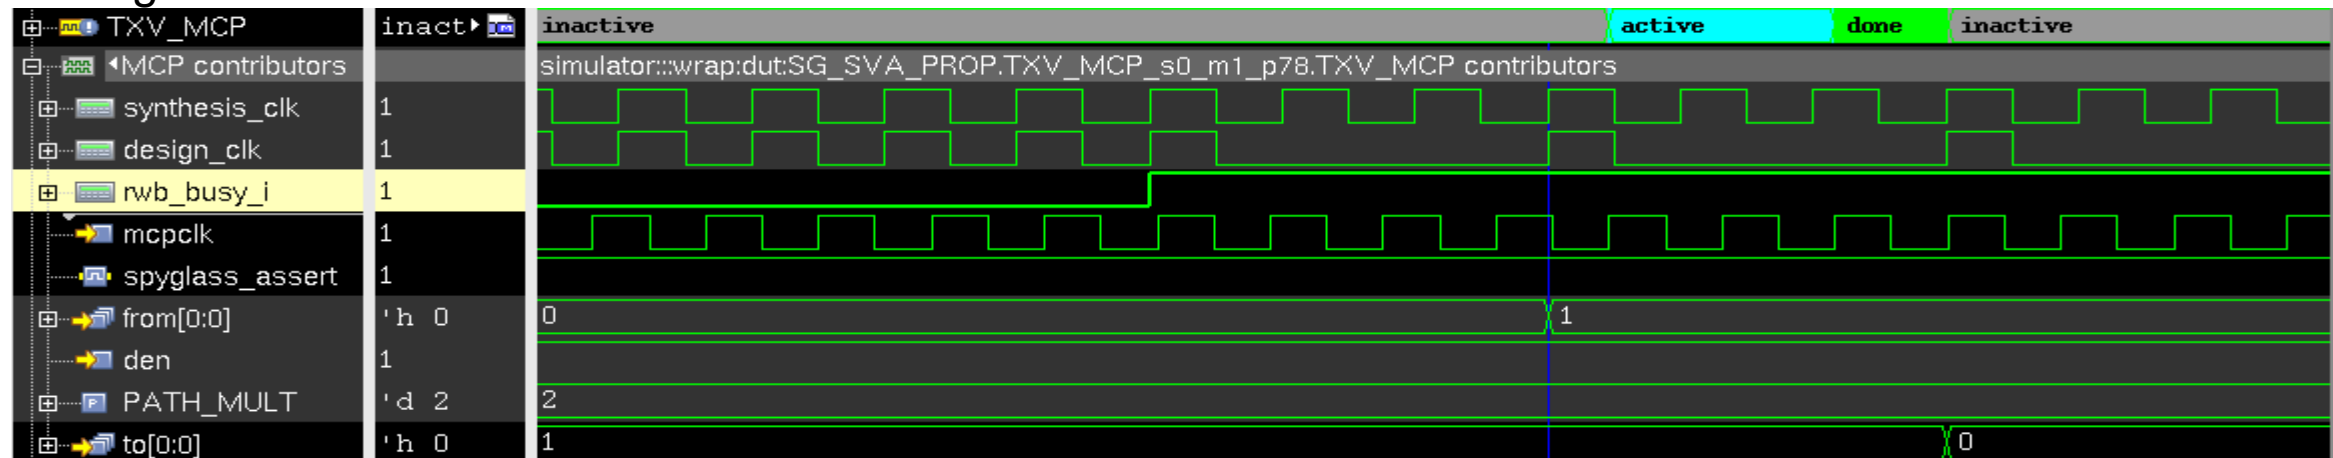 TXV_MCP inact inactive active done inactive
MCP contributors simulator:::wrap:dut:SG_SVA_PROP.TXV_MCP_s0_m1_p78.TXV_MCP contributors
synthesis_clk 1
design_clk 1
rwb_busy_i 1
mcpclk 1
spyglass_assert 1
from[0:0] 'h 0 0 1
den 1
PATH_MULT 'd 2 2
to[0:0] 'h 0 1 0